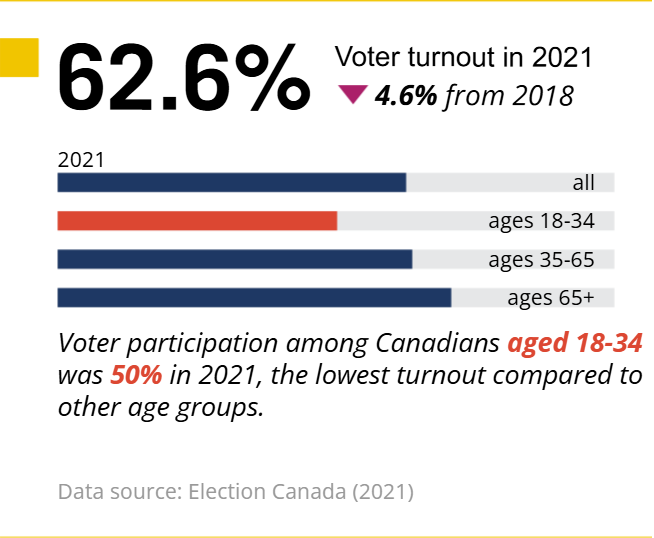 62.6%
Voter turnout in 2021
4.6% from 2018
2021
all
ages 18-34
ages 35-65
ages 65+
Voter participation among Canadians aged 18-34
was 50% in 2021, the lowest turnout compared to
other age groups.
Data source: Election Canada (2021)